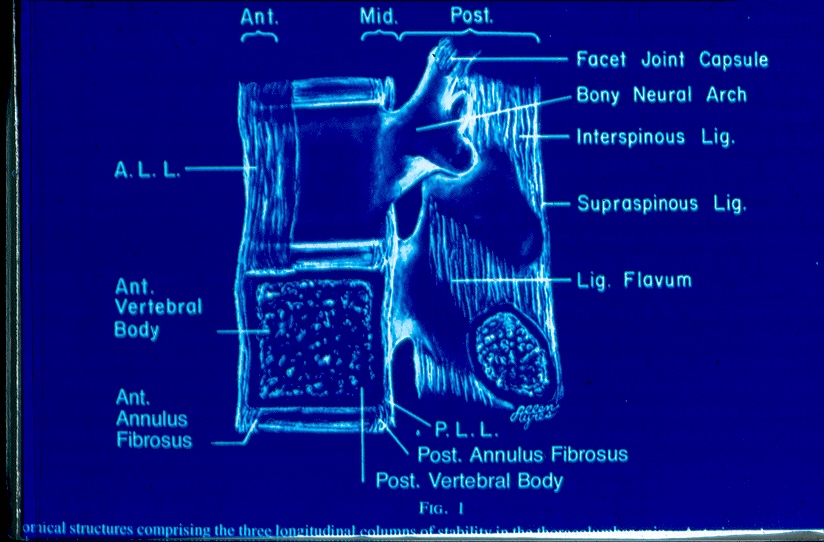 Ant. Mid. Post.
Facet Joint Capsule
Bony Neural Arch
Interspinous Lig.
A. L. L.
Supraspinous Lig.
Lig. Flavum
Ant.
Vertebral
Body
Ant.
Annulus
Fibrosus
P. L. L.
Post. Annulus Fibrosus
Post. Vertebral Body
FIG. 1
structures comprising the three longitudinal columns of stability in the